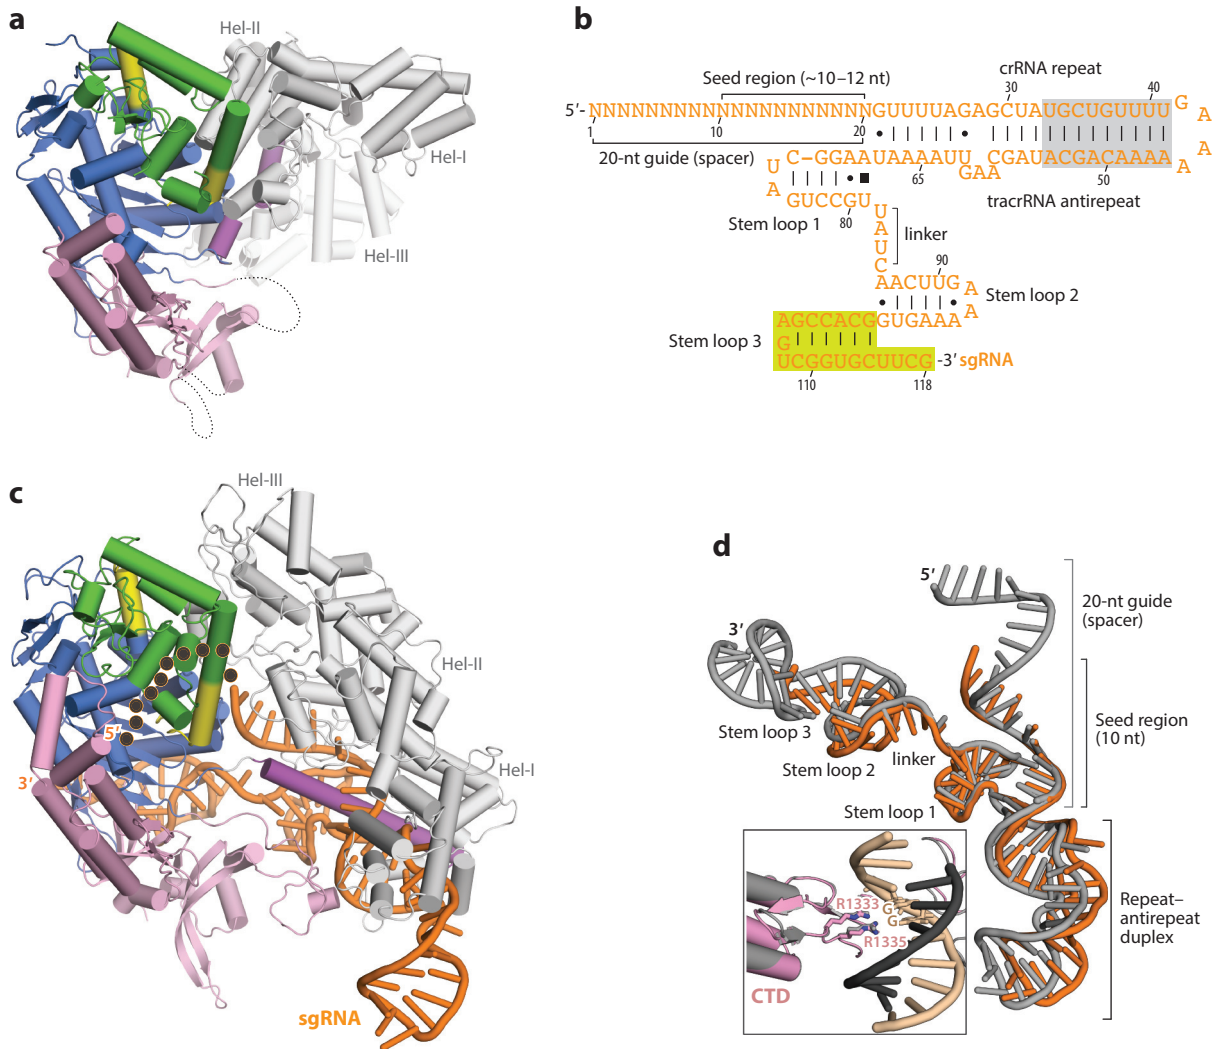 a
Hel-II
Hel-I
Hel-III
b
Seed region (~10–12 nt)
crRNA repeat
30
40
5′-NNNNNNNNNNNNNNNNNNNNGUUUUAGAGCUAUGCUGUUUUG
A
A
A
A
1
10
20
20-nt guide (spacer)
C–GGAAUAAAAUU
GAA
CGAUACGACAAAA
U
A
GUCCGU
65
50
80
Stem loop 1
tracrRNA antirepeat
U
A
U
C
linker
90
AACUUG
A
A
A
Stem loop 2
GUGAAA
AGCCACG
G
Stem loop 3
UCGGUGCUUCG-3′ sgRNA
110
118
c
Hel-III
Hel-II
Hel-I
5′
3′
sgRNA
d
5′
3′
20-nt guide
(spacer)
Seed region
(10 nt)
Stem loop 3
Stem loop 2
linker
Stem loop 1
Repeat–
antirepeat
duplex
R1333
G
G
R1335
CTD